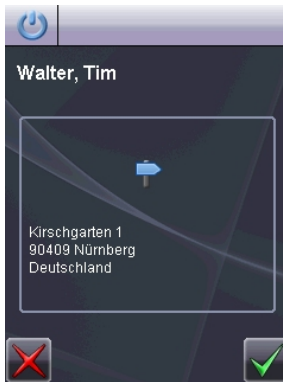 Walter, Tim
Kirschgarten 1
90409 Nürnberg
Deutschland